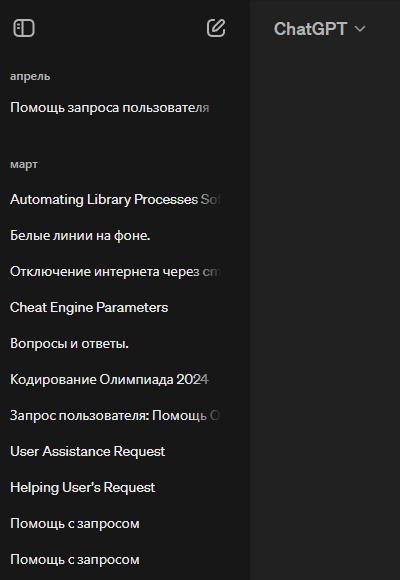 ChatGPT
апрель
Помощь запроса пользователя
март
Automating Library Processes
Белые линии на фоне.
Отключение интернета через
Cheat Engine Parameters
Вопросы и ответы.
Кодирование Олимпиада 2024
Запрос пользователя: Помощь
User Assistance Request
Helping User's Request
Помощь с запросом
Помощь с запросом